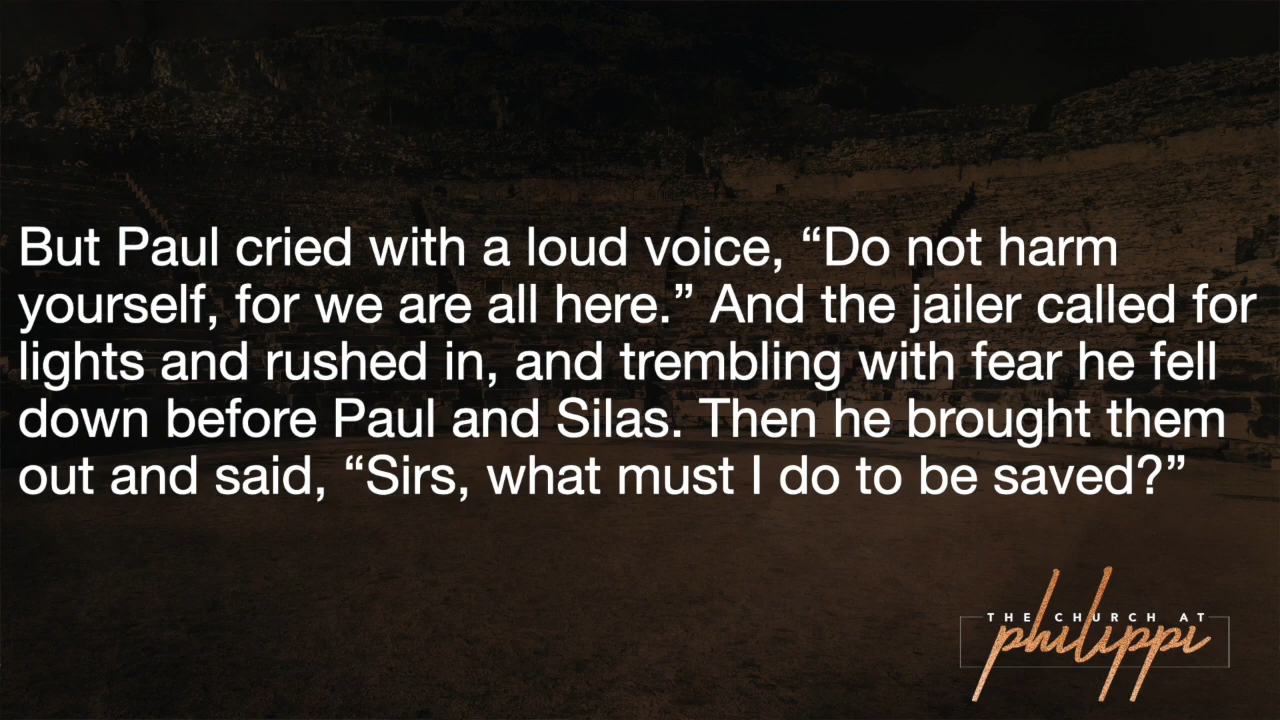 But Paul cried with a loud voice, “Do not harm
yourself, for we are all here.” And the jailer called for
lights and rushed in, and trembling with fear he fell
down before Paul and Silas. Then he brought them
out and said, “Sirs, what must I do to be saved?”
THE CHURCH AT
philippi